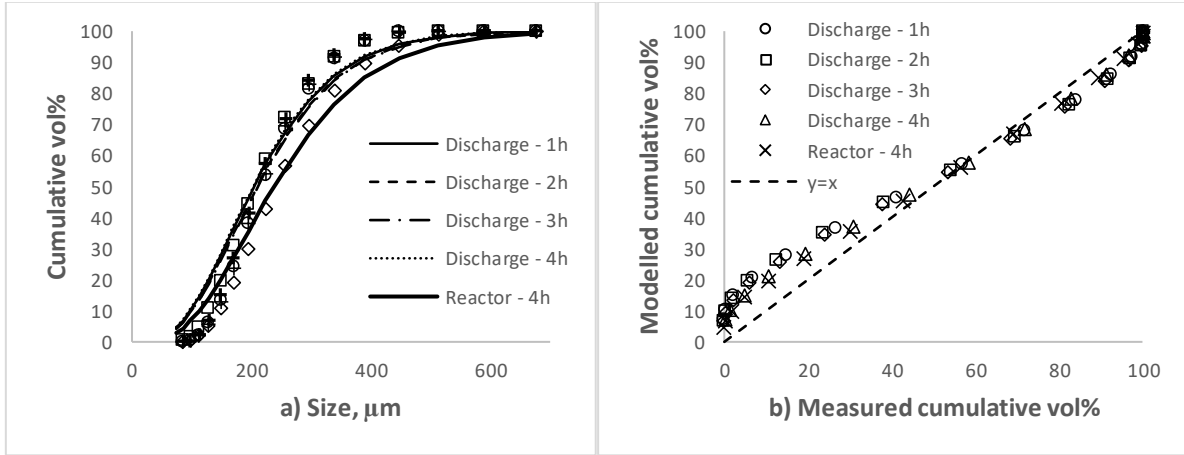 Cumulative vol%
100
90
80
70
60
50
40
30
20
10
0
0
200
400
600
a) Size, μm
Discharge - 1h
Discharge - 2h
Discharge - 3h
Discharge - 4h
Reactor - 4h
Modelled cumulative vol%
100
90
80
70
60
50
40
30
20
10
0
0
20
40
60
80
100
b) Measured cumulative vol%
Discharge - 1h
Discharge - 2h
Discharge - 3h
Discharge - 4h
Reactor - 4h
y=x